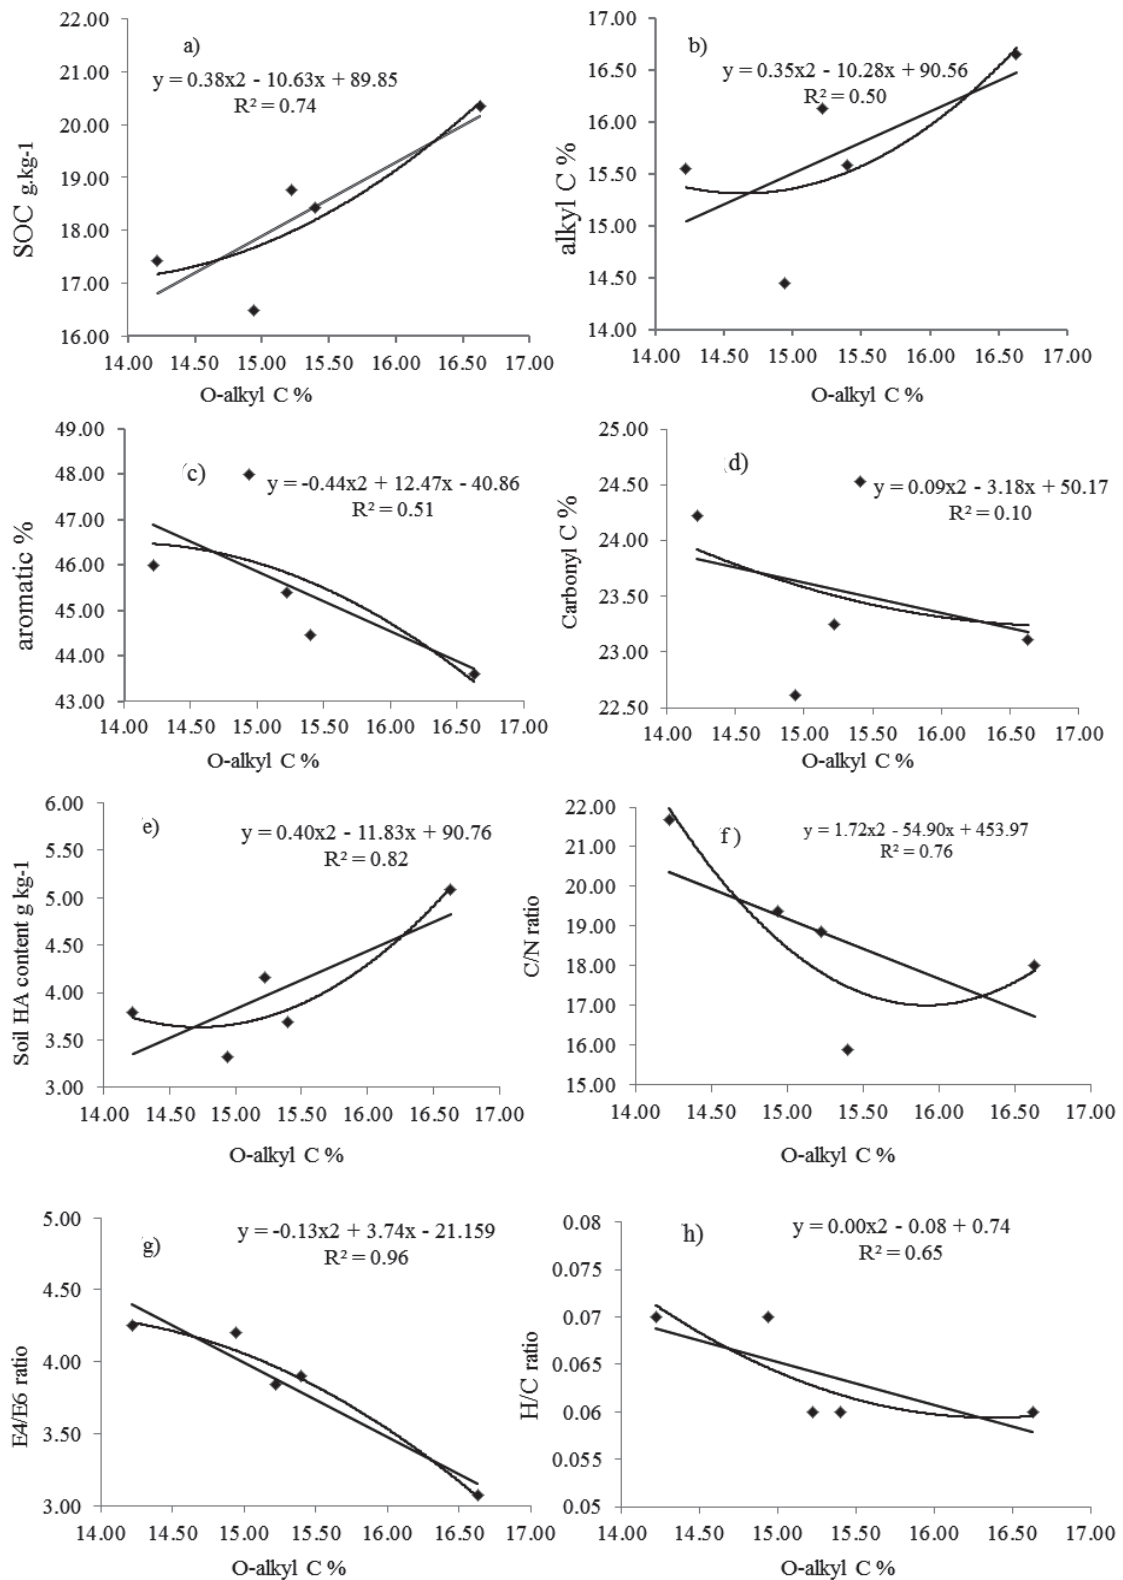 22.00
21.00
20.00
19.00
18.00
17.00
16.00
SOC g.kg-1
a)
y = 0.38x2 - 10.63x + 89.85
R² = 0.74
14.00 14.50 15.00 15.50 16.00 16.50 17.00
O-alkyl C %
17.00
16.50
16.00
15.50
15.00
14.50
14.00
alkyl C %
b)
y = 0.35x2 - 10.28x + 90.56
R² = 0.50
14.00 14.50 15.00 15.50 16.00 16.50 17.00
O-alkyl C %
49.00
48.00
47.00
46.00
45.00
44.00
43.00
aromatic %
(c)
y = -0.44x2 + 12.47x - 40.86
R² = 0.51
14.00 14.50 15.00 15.50 16.00 16.50 17.00
O-alkyl C %
25.00
24.50
24.00
23.50
23.00
22.50
Carbonyl C %
(d)
y = 0.09x2 - 3.18x + 50.17
R² = 0.10
14.00 14.50 15.00 15.50 16.00 16.50 17.00
O-alkyl C %
6.00
5.50
5.00
4.50
4.00
3.50
3.00
Soil HA content g kg-1
e)
y = 0.40x2 - 11.83x + 90.76
R² = 0.82
14.00 14.50 15.00 15.50 16.00 16.50 17.00
O-alkyl C %
22.00
21.00
20.00
19.00
18.00
17.00
16.00
15.00
C/N ratio
f )
y = 1.72x2 - 54.90x + 453.97
R² = 0.76
14.00 14.50 15.00 15.50 16.00 16.50 17.00
O-alkyl C %
5.00
4.50
4.00
3.50
3.00
E4/E6 ratio
g)
y = -0.13x2 + 3.74x - 21.159
R² = 0.96
14.00 14.50 15.00 15.50 16.00 16.50 17.00
O-alkyl C %
0.08
0.075
0.07
0.065
0.06
0.055
0.05
H/C ratio
h)
y = 0.00x2 - 0.08 + 0.74
R² = 0.65
14.00 14.50 15.00 15.50 16.00 16.50 17.00
O-alkyl C %